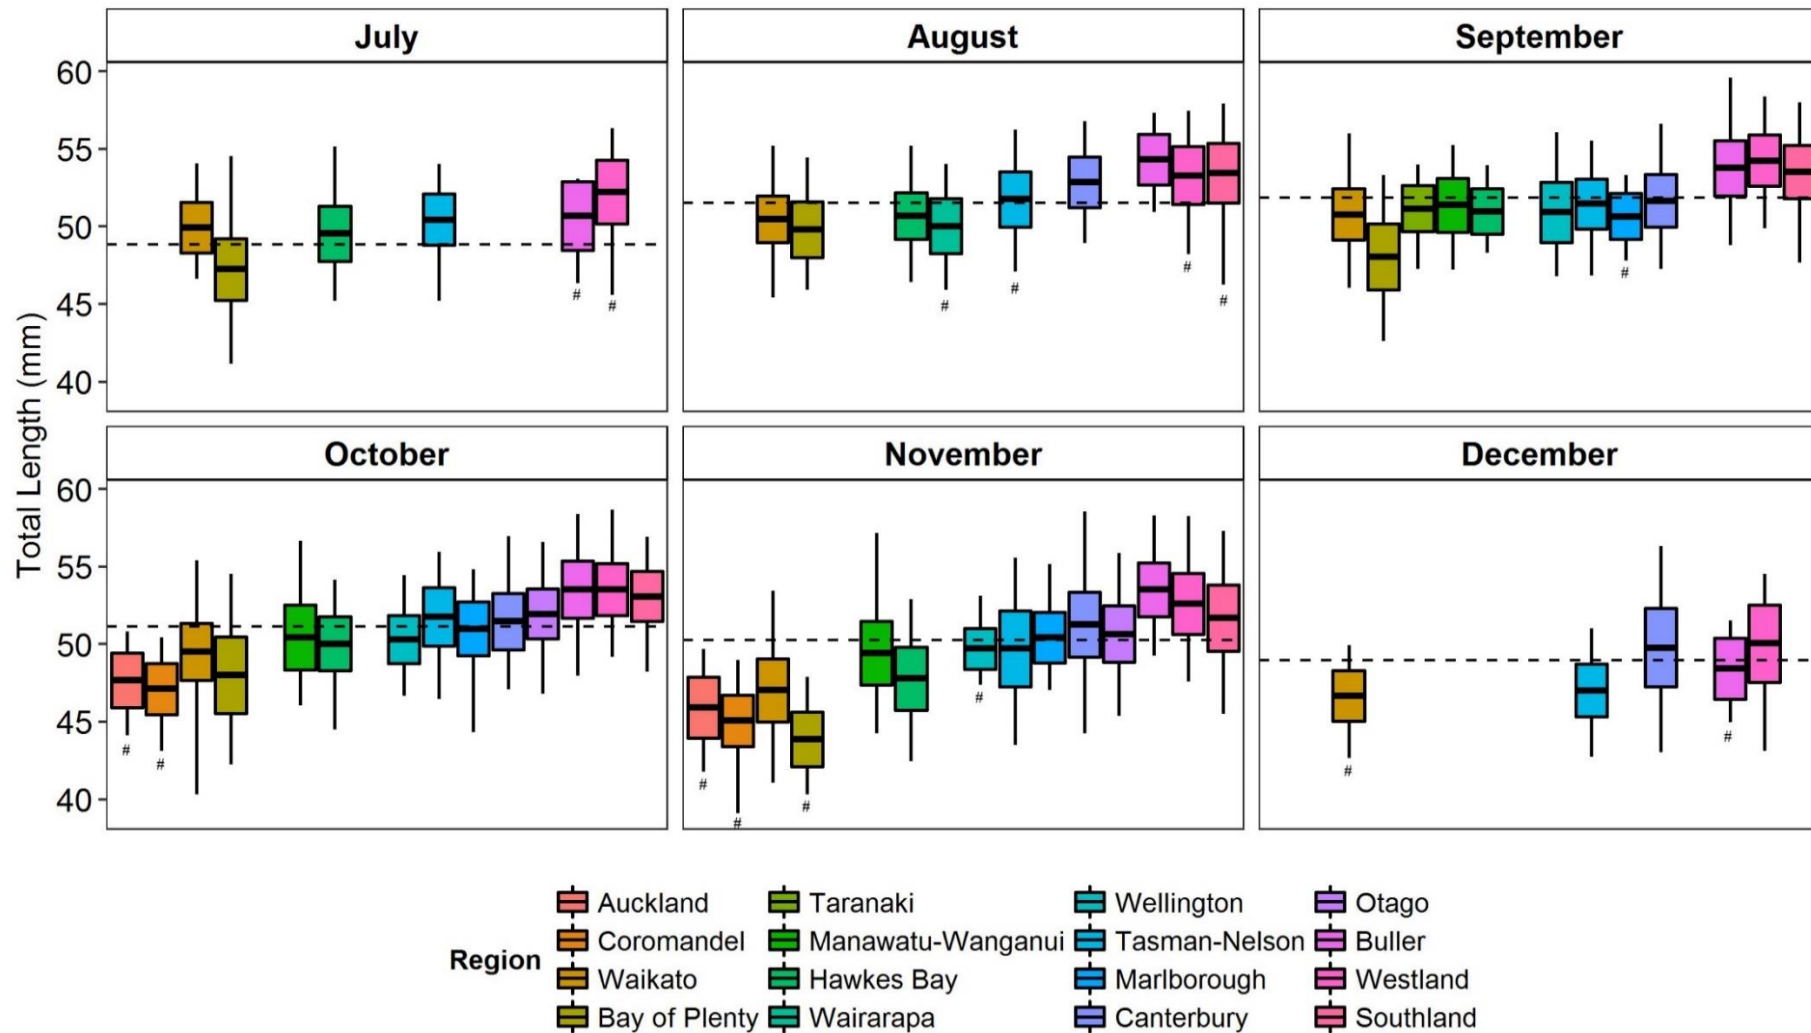 July
August
September
60
55
50
45
40
# #
# # # #
#
October
November
December
60
55
50
45
40
# #
# # # #
# #
Total Length (mm)
Region
Auckland
Coromandel
Waikato
Bay of Plenty
Taranaki
Manawatu-Wanganui
Hawkes Bay
Wairarapa
Wellington
Tasman-Nelson
Marlborough
Canterbury
Otago
Buller
Westland
Southland